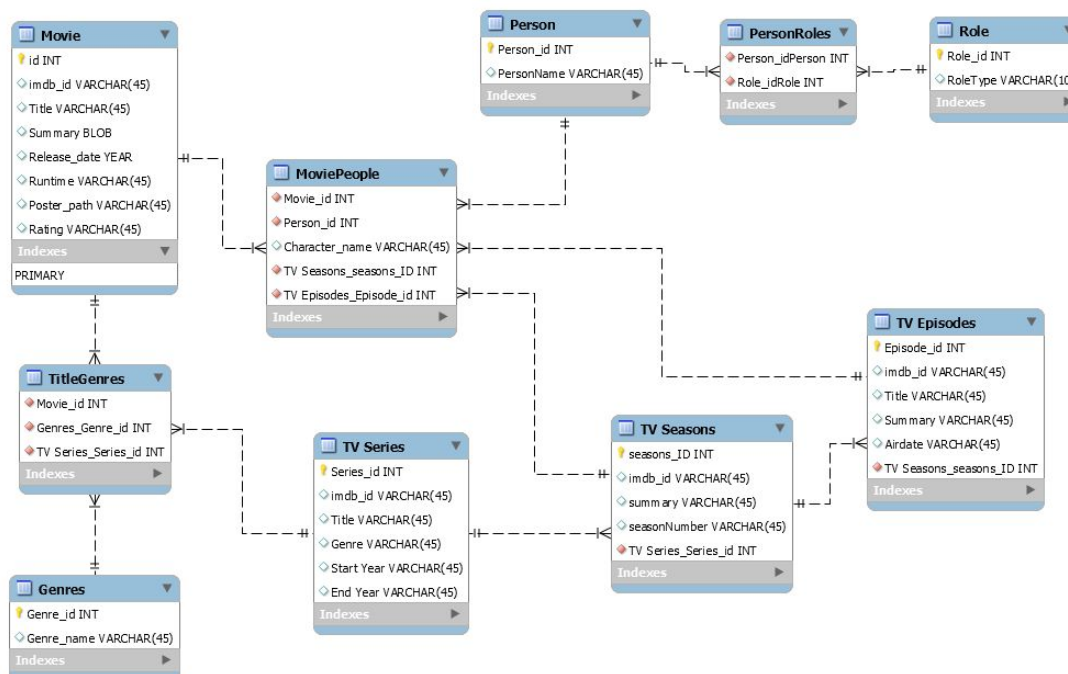 Movie
id INT
imdb_id VARCHAR(45)
Title VARCHAR(45)
Summary BLOB
Release_date YEAR
Runtime VARCHAR(45)
Poster_path VARCHAR(45)
Rating VARCHAR(45)
Indexes
PRIMARY
Person
Person_id INT
PersonName VARCHAR(45)
Indexes
PersonRoles
Person_idPerson INT
Role_idRole INT
Indexes
Role
Role_id INT
RoleType VARCHAR(10
Indexes
MoviePeople
Movie_id INT
Person_id INT
Character_name VARCHAR(45)
TV Seasons_seasons_ID INT
TV Episodes_Episode_id INT
Indexes
TitleGenres
Movie_id INT
Genres_Genre_id INT
TV Series_Series_id INT
Indexes
TV Series
Series_id INT
imdb_id VARCHAR(45)
Title VARCHAR(45)
Genre VARCHAR(45)
Start Year VARCHAR(45)
End Year VARCHAR(45)
Indexes
TV Seasons
seasons_ID INT
imdb_id VARCHAR(45)
summary VARCHAR(45)
seasonNumber VARCHAR(45)
TV Series_Series_id INT
Indexes
TV Episodes
Episode_id INT
imdb_id VARCHAR(45)
Title VARCHAR(45)
Summary VARCHAR(45)
Airdate VARCHAR(45)
TV Seasons_seasons_ID INT
Indexes
Genres
Genre_id INT
Genre_name VARCHAR(45)
Indexes